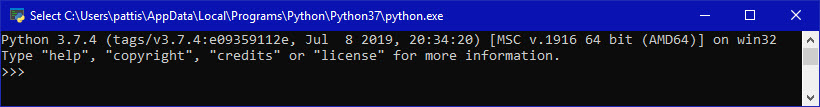 Select C:\Users\pattis\AppData\Local\Programs\Python\Python37\python.exe
Python 3.7.4 (tags/v3.7.4:e09359112e, Jul  8 2019, 20:34:20) [MSC v.1916 64 bit (AMD64)] on win32
Type "help", "copyright", "credits" or "license" for more information.
>>>